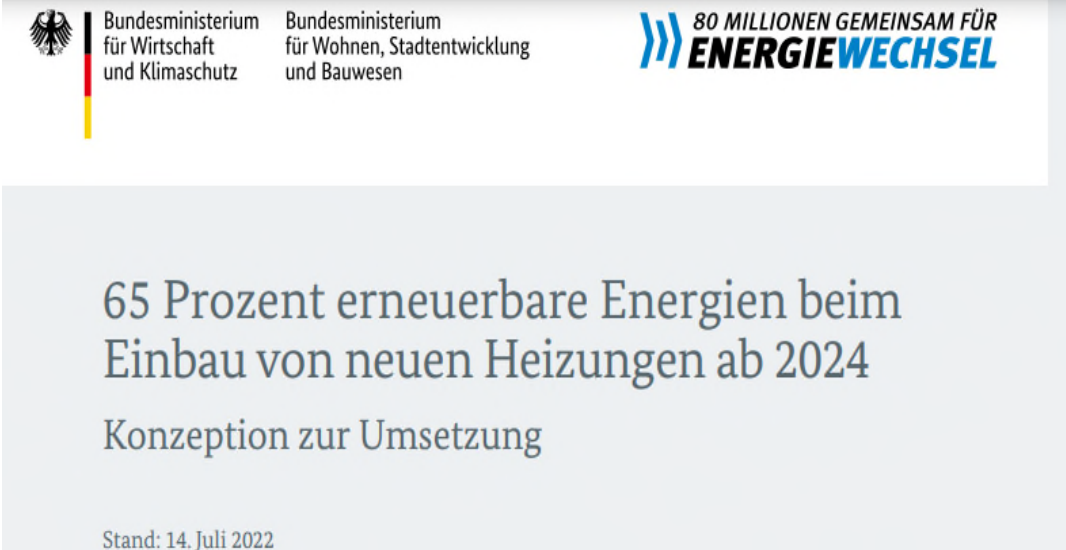 Bundesministerium
für Wirtschaft
und Klimaschutz
Bundesministerium
für Wohnen, Stadtentwicklung
und Bauwesen
80 MILLIONEN GEMEINSAM FÜR
ENERGIEWECHSEL
65 Prozent erneuerbare Energien beim
Einbau von neuen Heizungen ab 2024
Konzeption zur Umsetzung
Stand: 14. Juli 2022